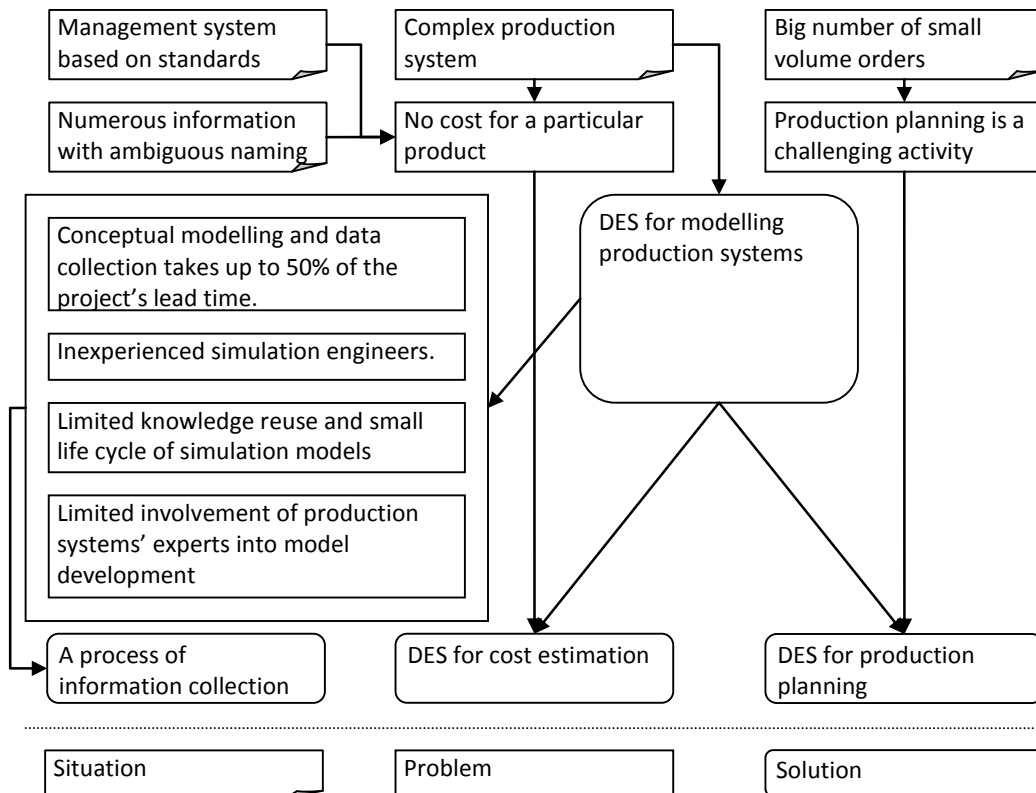 Management system
based on standards
Complex production
system
Big number of small
volume orders
Numerous information
with ambiguous naming
No cost for a particular
product
Production planning is a
challenging activity
Conceptual modelling and data
collection takes up to 50% of the
project’s lead time.
Inexperienced simulation engineers.
Limited knowledge reuse and small
life cycle of simulation models
Limited involvement of production
systems’ experts into model
development
DES for modelling
production systems
A process of
information collection
DES for cost estimation
DES for production
planning
Situation
Problem
Solution